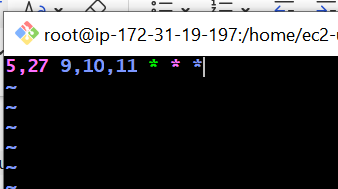 root@ip-172-31-19-197:/home/ec2-u
5,27 9,10,11 * * *
~
~
~
~
~